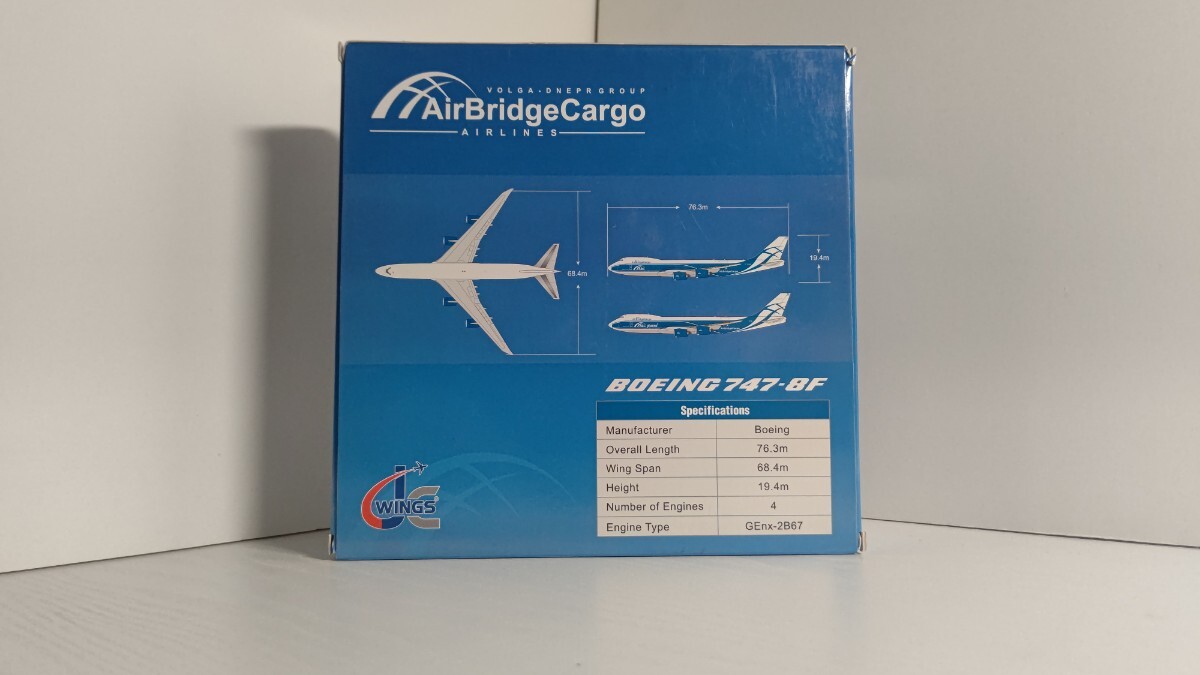 VOLGA-DNEPR GROUP
AirBridgeCargo
AIRLINES
68.4m
76.3m
19.4m
BOEING 747-8F
Specifications
Manufacturer Boeing
Overall Length 76.3m
Wing Span 68.4m
Height 19.4m
Number of Engines 4
Engine Type GEnx-2B67
JC WINGS